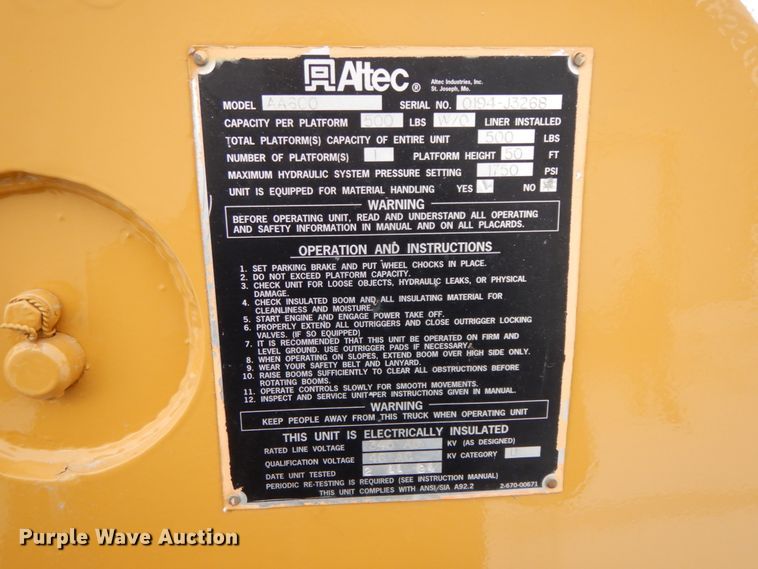 Altec®
Altec Industries, Inc.
St. Joseph, Mo.
MODEL AA600 SERIAL NO. 0194-J3268
CAPACITY PER PLATFORM 500 LBS W/O LINER INSTALLED
TOTAL PLATFORM(S) CAPACITY OF ENTIRE UNIT 500 LBS
NUMBER OF PLATFORM(S) 1 PLATFORM HEIGHT FT
MAXIMUM HYDRAULIC SYSTEM PRESSURE SETTING 1750 PSI
UNIT IS EQUIPPED FOR MATERIAL HANDLING YES NO
WARNING
BEFORE OPERATING UNIT, READ AND UNDERSTAND ALL OPERATING
AND SAFETY INFORMATION IN MANUAL AND ON ALL PLACARDS.
OPERATION AND INSTRUCTIONS
1. SET PARKING BRAKE AND PUT WHEEL CHOCKS IN PLACE.
2. DO NOT EXCEED PLATFORM CAPACITY.
3. CHECK UNIT FOR LOOSE OBJECTS, HYDRAULIC LEAKS, OR PHYSICAL
DAMAGE.
4. CHECK INSULATED BOOM AND ALL INSULATING MATERIAL FOR
CLEANLINESS AND MOISTURE.
5. START ENGINE AND ENGAGE POWER TAKE OFF.
6. PROPERLY EXTEND ALL OUTRIGGERS AND CLOSE OUTRIGGER LOCKING
VALVES. (IF SO EQUIPPED)
7. IT IS RECOMMENDED THAT THIS UNIT BE OPERATED ON FIRM AND
LEVEL GROUND. USE OUTRIGGER PADS IF NECESSARY.
8. WHEN OPERATING ON SLOPES, EXTEND BOOM OVER HIGH SIDE ONLY.
9. WEAR YOUR SAFETY BELT AND LANYARD.
10. RAISE BOOMS SUFFICIENTLY TO CLEAR ALL OBSTRUCTIONS BEFORE
ROTATING BOOMS.
11. OPERATE CONTROLS SLOWLY FOR SMOOTH MOVEMENTS.
12. INSPECT AND SERVICE UNIT PER INSTRUCTIONS GIVEN IN MANUAL.
WARNING
KEEP PEOPLE AWAY FROM THIS TRUCK WHEN OPERATING UNIT
THIS UNIT IS ELECTRICALLY INSULATED
RATED LINE VOLTAGE KV (AS DESIGNED)
QUALIFICATION VOLTAGE KV CATEGORY
DATE UNIT TESTED
PERIODIC RE-TESTING IS REQUIRED (SEE INSTRUCTION MANUAL)
THIS UNIT COMPLIES WITH ANSI/SIA A92.2 2-670-00671
Purple Wave Auction